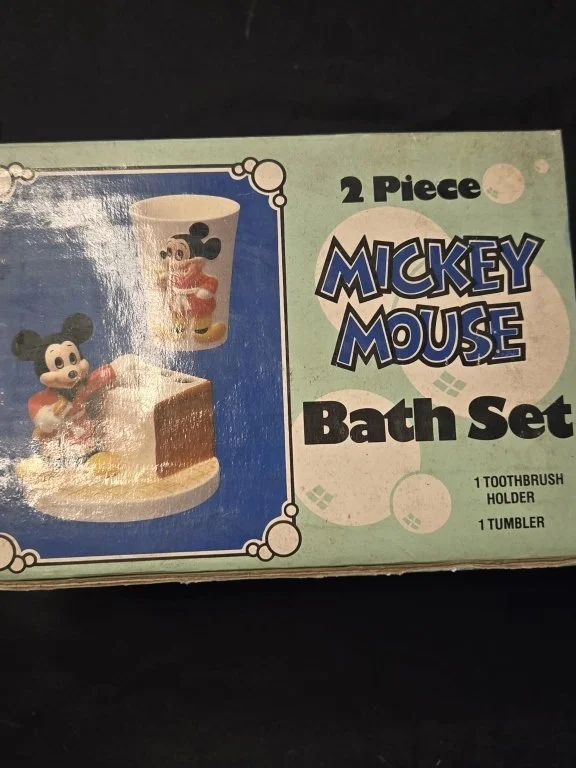 2 Piece
MICKEY
MOUSE
Bath Set
1 TOOTHBRUSH
HOLDER
1 TUMBLER